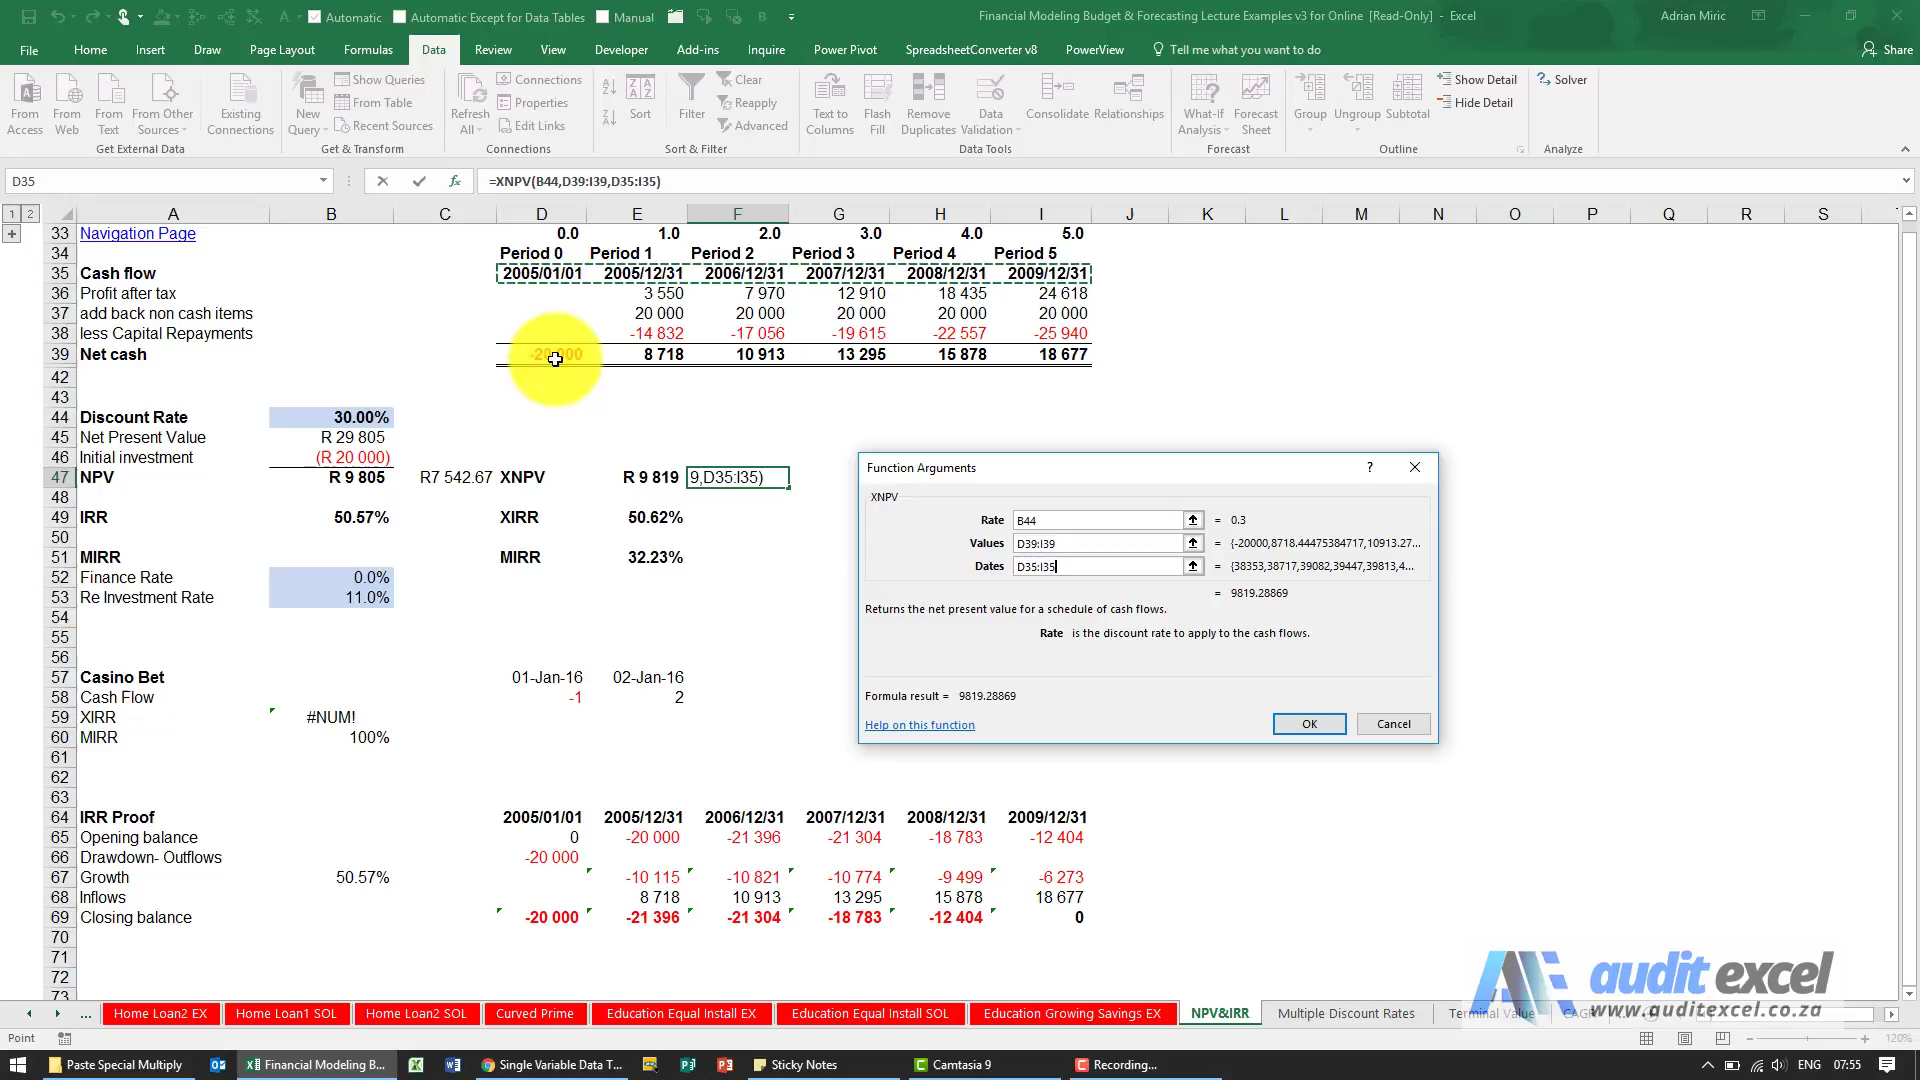 Automatic Automatic Except for Data Tables Manual
Financial Modeling Budget & Forecasting Lecture Examples v3 for Online [Read-Only] - Excel
Adrian Miric
File Home Insert Draw Page Layout Formulas Data Review View Developer Add-ins Inquire Power Pivot SpreadsheetConverter v8 PowerView Tell me what you want to do Share
From Access From Web From Text From Other Sources Existing Connections
Get External Data
New Query Show Queries From Table Recent Sources
Get & Transform
Refresh All Connections Properties Edit Links
Connections
Sort Filter Clear Reapply Advanced
Sort & Filter
Text to Columns Flash Fill Remove Duplicates Data Validation Consolidate Relationships
Data Tools
What-If Analysis Forecast Sheet
Forecast
Group Ungroup Subtotal Show Detail Hide Detail
Outline
Solver
Analyze
D35 fx =XNPV(B44,D39:I39,D35:I35)
1 2 A B C D E F G H I J K L M N O P Q R S
33 Navigation Page 0.0 1.0 2.0 3.0 4.0 5.0
34 Period 0 Period 1 Period 2 Period 3 Period 4 Period 5
35 Cash flow 2005/01/01 2005/12/31 2006/12/31 2007/12/31 2008/12/31 2009/12/31
36 Profit after tax 3 550 7 970 12 910 18 435 24 618
37 add back non cash items 20 000 20 000 20 000 20 000 20 000
38 less Capital Repayments -14 832 -17 056 -19 615 -22 557 -25 940
39 Net cash -20 000 8 718 10 913 13 295 15 878 18 677
42
43
44 Discount Rate 30.00%
45 Net Present Value R 29 805
46 Initial investment (R 20 000)
47 NPV R 9 805 R7 542.67 XNPV R 9 819 9,D35:I35)
48
49 IRR 50.57% XIRR 50.62%
50
51 MIRR MIRR 32.23%
52 Finance Rate 0.0%
53 Re Investment Rate 11.0%
54
55
56
57 Casino Bet 01-Jan-16 02-Jan-16
58 Cash Flow -1 2
59 XIRR #NUM!
60 MIRR 100%
61
62
63
64 IRR Proof 2005/01/01 2005/12/31 2006/12/31 2007/12/31 2008/12/31 2009/12/31
65 Opening balance 0 -20 000 -21 396 -21 304 -18 783 -12 404
66 Drawdown- Outflows -20 000
67 Growth 50.57% -10 115 -10 821 -10 774 -9 499 -6 273
68 Inflows 8 718 10 913 13 295 15 878 18 677
69 Closing balance -20 000 -21 396 -21 304 -18 783 -12 404 0
70
71
72
73
Function Arguments ?
XNPV
Rate B44 = 0.3
Values D39:I39 = {-20000,8718.44475384717,10913.27...
Dates D35:I35 = {38353,38717,39082,39447,39813,4...
= 9819.28869
Returns the net present value for a schedule of cash flows.
Rate is the discount rate to apply to the cash flows.
Formula result = 9819.28869
Help on this function OK Cancel
audit excel
www.auditexcel.co.za
... Home Loan2 EX Home Loan1 SOL Home Loan2 SOL Curved Prime Education Equal Install EX Education Equal Install SOL Education Growing Savings EX NPV&IRR Multiple Discount Rates Terminal Value CAGR
Point 120%
Paste Special Multiply Financial Modeling B... Single Variable Data T... Sticky Notes Camtasia 9 Recording... ENG 07:55